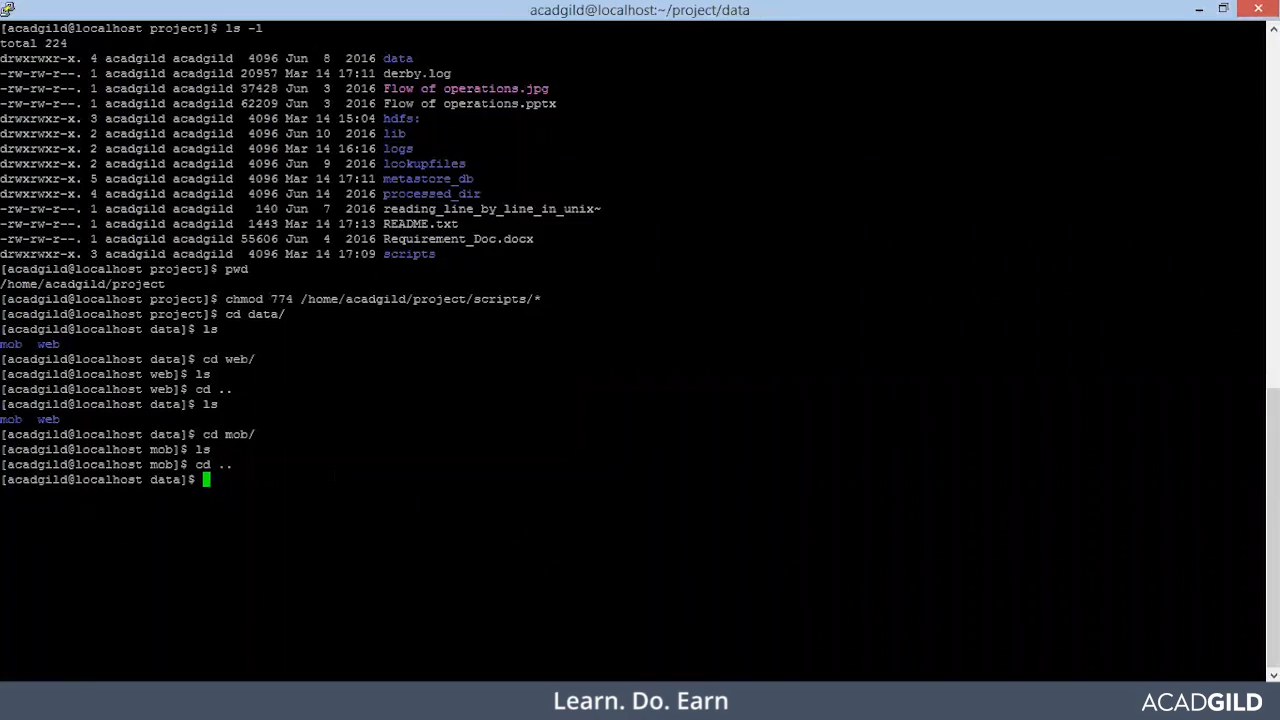 acadgild@localhost:~/project/data
[acadgild@localhost project]$ ls -l
total 224
drwxrwxr-x. 4 acadgild acadgild  4096 Jun  8  2016 data
-rw-rw-r--. 1 acadgild acadgild 20957 Mar 14 17:11 derby.log
-rw-rw-r--. 1 acadgild acadgild 37428 Jun  3  2016 Flow of operations.jpg
-rw-rw-r--. 1 acadgild acadgild 62209 Jun  3  2016 Flow of operations.pptx
drwxrwxr-x. 3 acadgild acadgild  4096 Mar 14 15:04 hdfs:
drwxrwxr-x. 2 acadgild acadgild  4096 Jun 10  2016 lib
drwxrwxr-x. 2 acadgild acadgild  4096 Mar 14 16:16 logs
drwxrwxr-x. 2 acadgild acadgild  4096 Jun  9  2016 lookupfiles
drwxrwxr-x. 5 acadgild acadgild  4096 Mar 14 17:11 metastore_db
drwxrwxr-x. 4 acadgild acadgild  4096 Jun 14  2016 processed_dir
-rw-rw-r--. 1 acadgild acadgild   140 Jun  7  2016 reading_line_by_line_in_unix~
-rw-rw-r--. 1 acadgild acadgild  1443 Mar 14 17:13 README.txt
-rw-rw-r--. 1 acadgild acadgild 55606 Jun  4  2016 Requirement_Doc.docx
drwxrwxr-x. 3 acadgild acadgild  4096 Mar 14 17:09 scripts
[acadgild@localhost project]$ pwd
/home/acadgild/project
[acadgild@localhost project]$ chmod 774 /home/acadgild/project/scripts/*
[acadgild@localhost project]$ cd data/
[acadgild@localhost data]$ ls
mob  web
[acadgild@localhost data]$ cd web/
[acadgild@localhost web]$ ls
[acadgild@localhost web]$ cd ..
[acadgild@localhost data]$ ls
mob  web
[acadgild@localhost data]$ cd mob/
[acadgild@localhost mob]$ ls
[acadgild@localhost mob]$ cd ..
[acadgild@localhost data]$
Learn. Do. Earn
ACADGILD